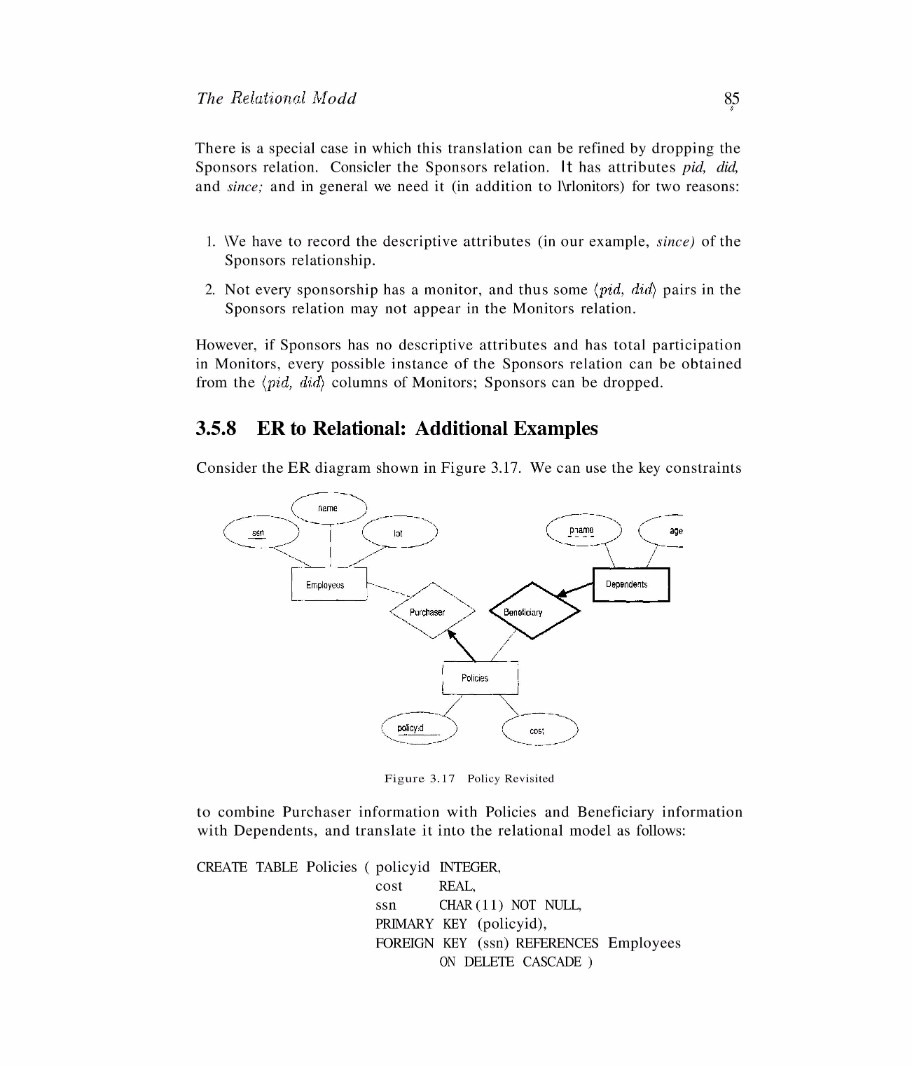 The Relational Modd 85
There is a special case in which this translation can be refined by dropping the
Sponsors relation. Consicler the Sponsors relation. It has attributes pid, did,
and since; and in general we need it (in addition to l\rlonitors) for two reasons:
1. \Ve have to record the descriptive attributes (in our example, since) of the
Sponsors relationship.
2. Not every sponsorship has a monitor, and thus some ⟨pid, did⟩ pairs in the
Sponsors relation may not appear in the Monitors relation.
However, if Sponsors has no descriptive attributes and has total participation
in Monitors, every possible instance of the Sponsors relation can be obtained
from the ⟨pid, did⟩ columns of Monitors; Sponsors can be dropped.
3.5.8 ER to Relational: Additional Examples
Consider the ER diagram shown in Figure 3.17. We can use the key constraints
name
ssn lot pname age
Employees Dependents
Purchaser Beneficiary
Policies
policyid cost
Figure 3.17 Policy Revisited
to combine Purchaser information with Policies and Beneficiary information
with Dependents, and translate it into the relational model as follows:
CREATE TABLE Policies ( policyid INTEGER,
cost REAL,
ssn CHAR (11) NOT NULL,
PRIMARY KEY (policyid),
FOREIGN KEY (ssn) REFERENCES Employees
ON DELETE CASCADE )